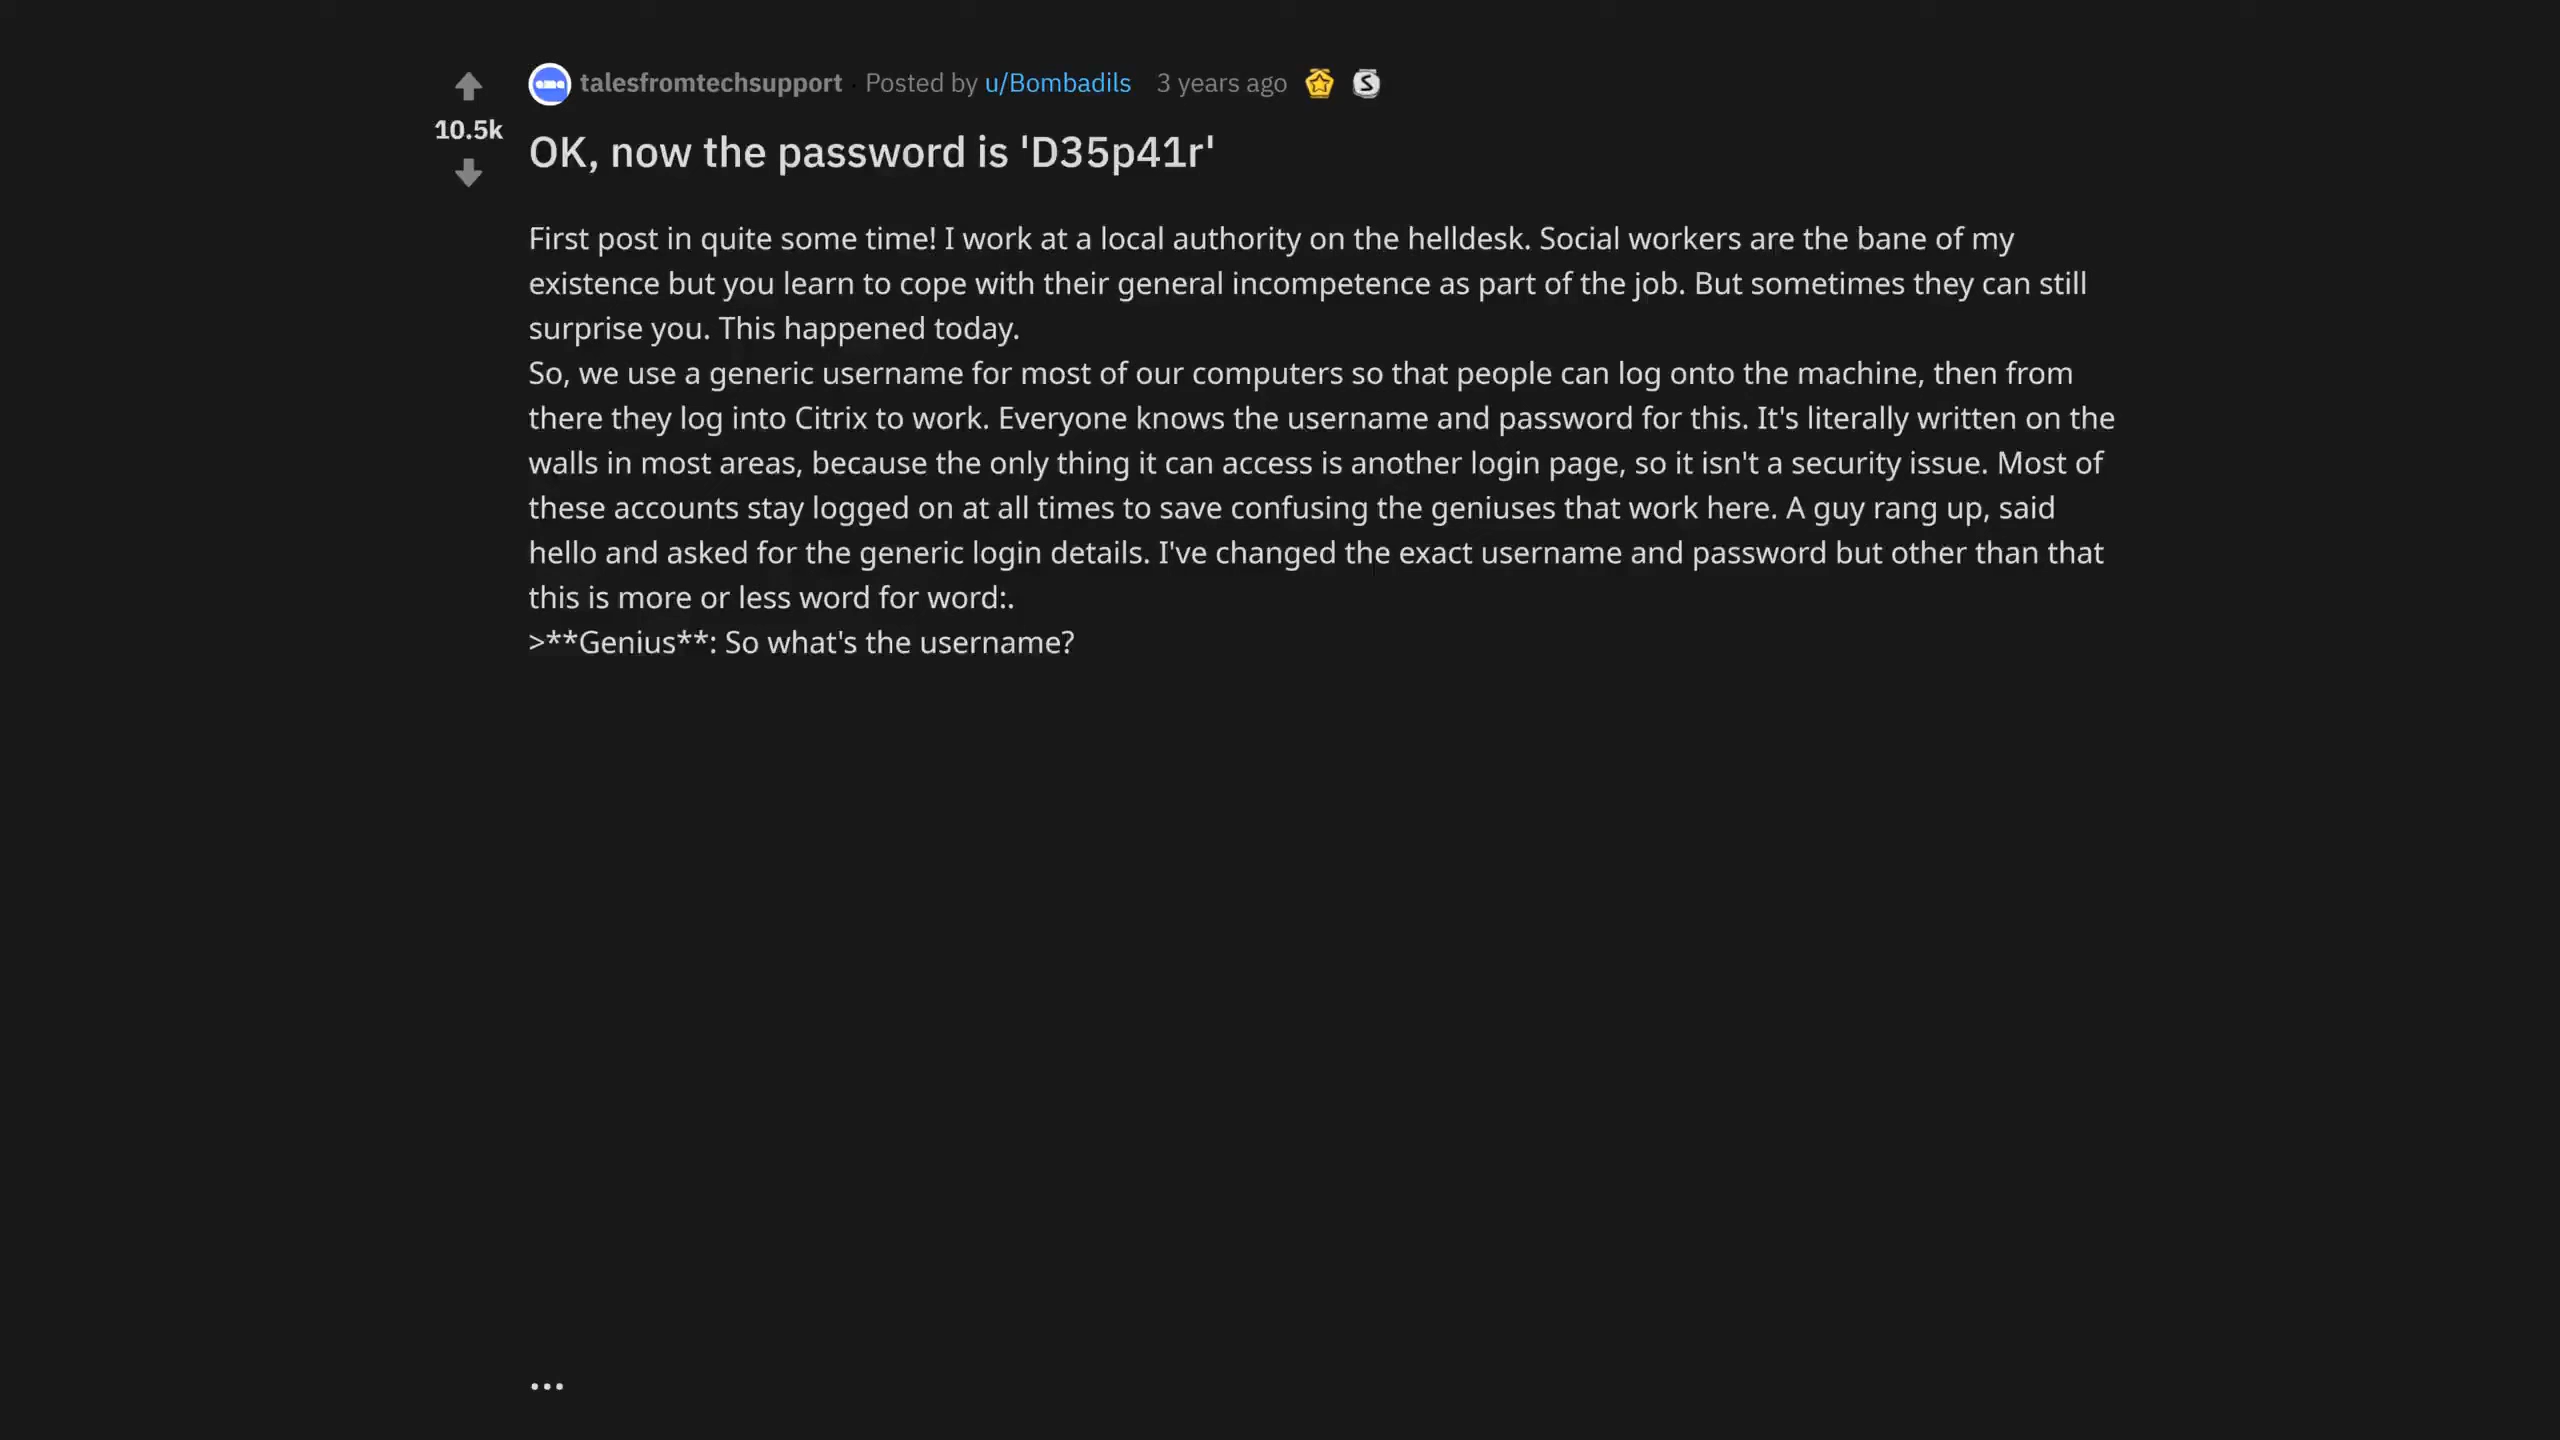 talesfromtechsupport · Posted by u/Bombadils 3 years ago
10.5k
OK, now the password is 'D35p41r'
First post in quite some time! I work at a local authority on the helldesk. Social workers are the bane of my
existence but you learn to cope with their general incompetence as part of the job. But sometimes they can still
surprise you. This happened today.
So, we use a generic username for most of our computers so that people can log onto the machine, then from
there they log into Citrix to work. Everyone knows the username and password for this. It's literally written on the
walls in most areas, because the only thing it can access is another login page, so it isn't a security issue. Most of
these accounts stay logged on at all times to save confusing the geniuses that work here. A guy rang up, said
hello and asked for the generic login details. I've changed the exact username and password but other than that
this is more or less word for word:.
>**Genius**: So what's the username?
...